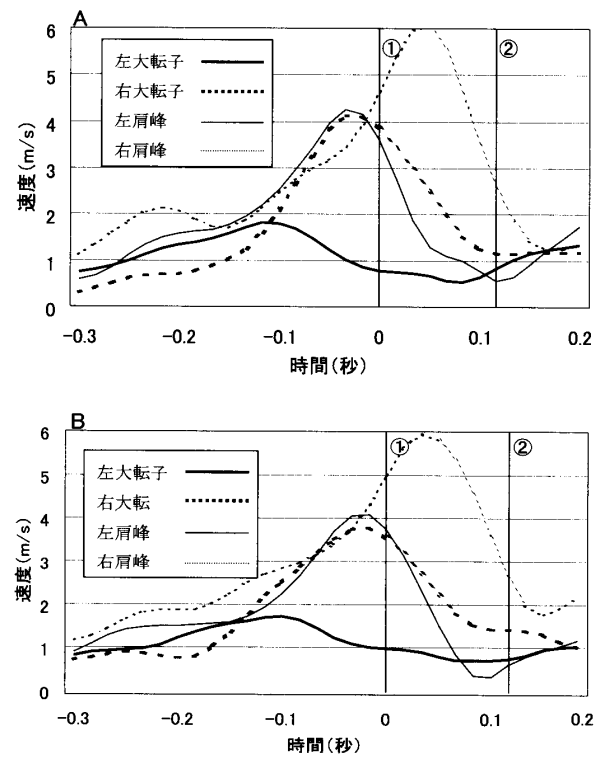 A
6
5
4
3
2
1
0
速度(m/s)
左大転子
右大転子
左肩峰
右肩峰
①
②
-0.3
-0.2
-0.1
0
0.1
0.2
時間(秒)
B
6
5
4
3
2
1
0
速度(m/s)
左大転子
右大転
左肩峰
右肩峰
①
②
-0.3
-0.2
-0.1
0
0.1
0.2
時間(秒)